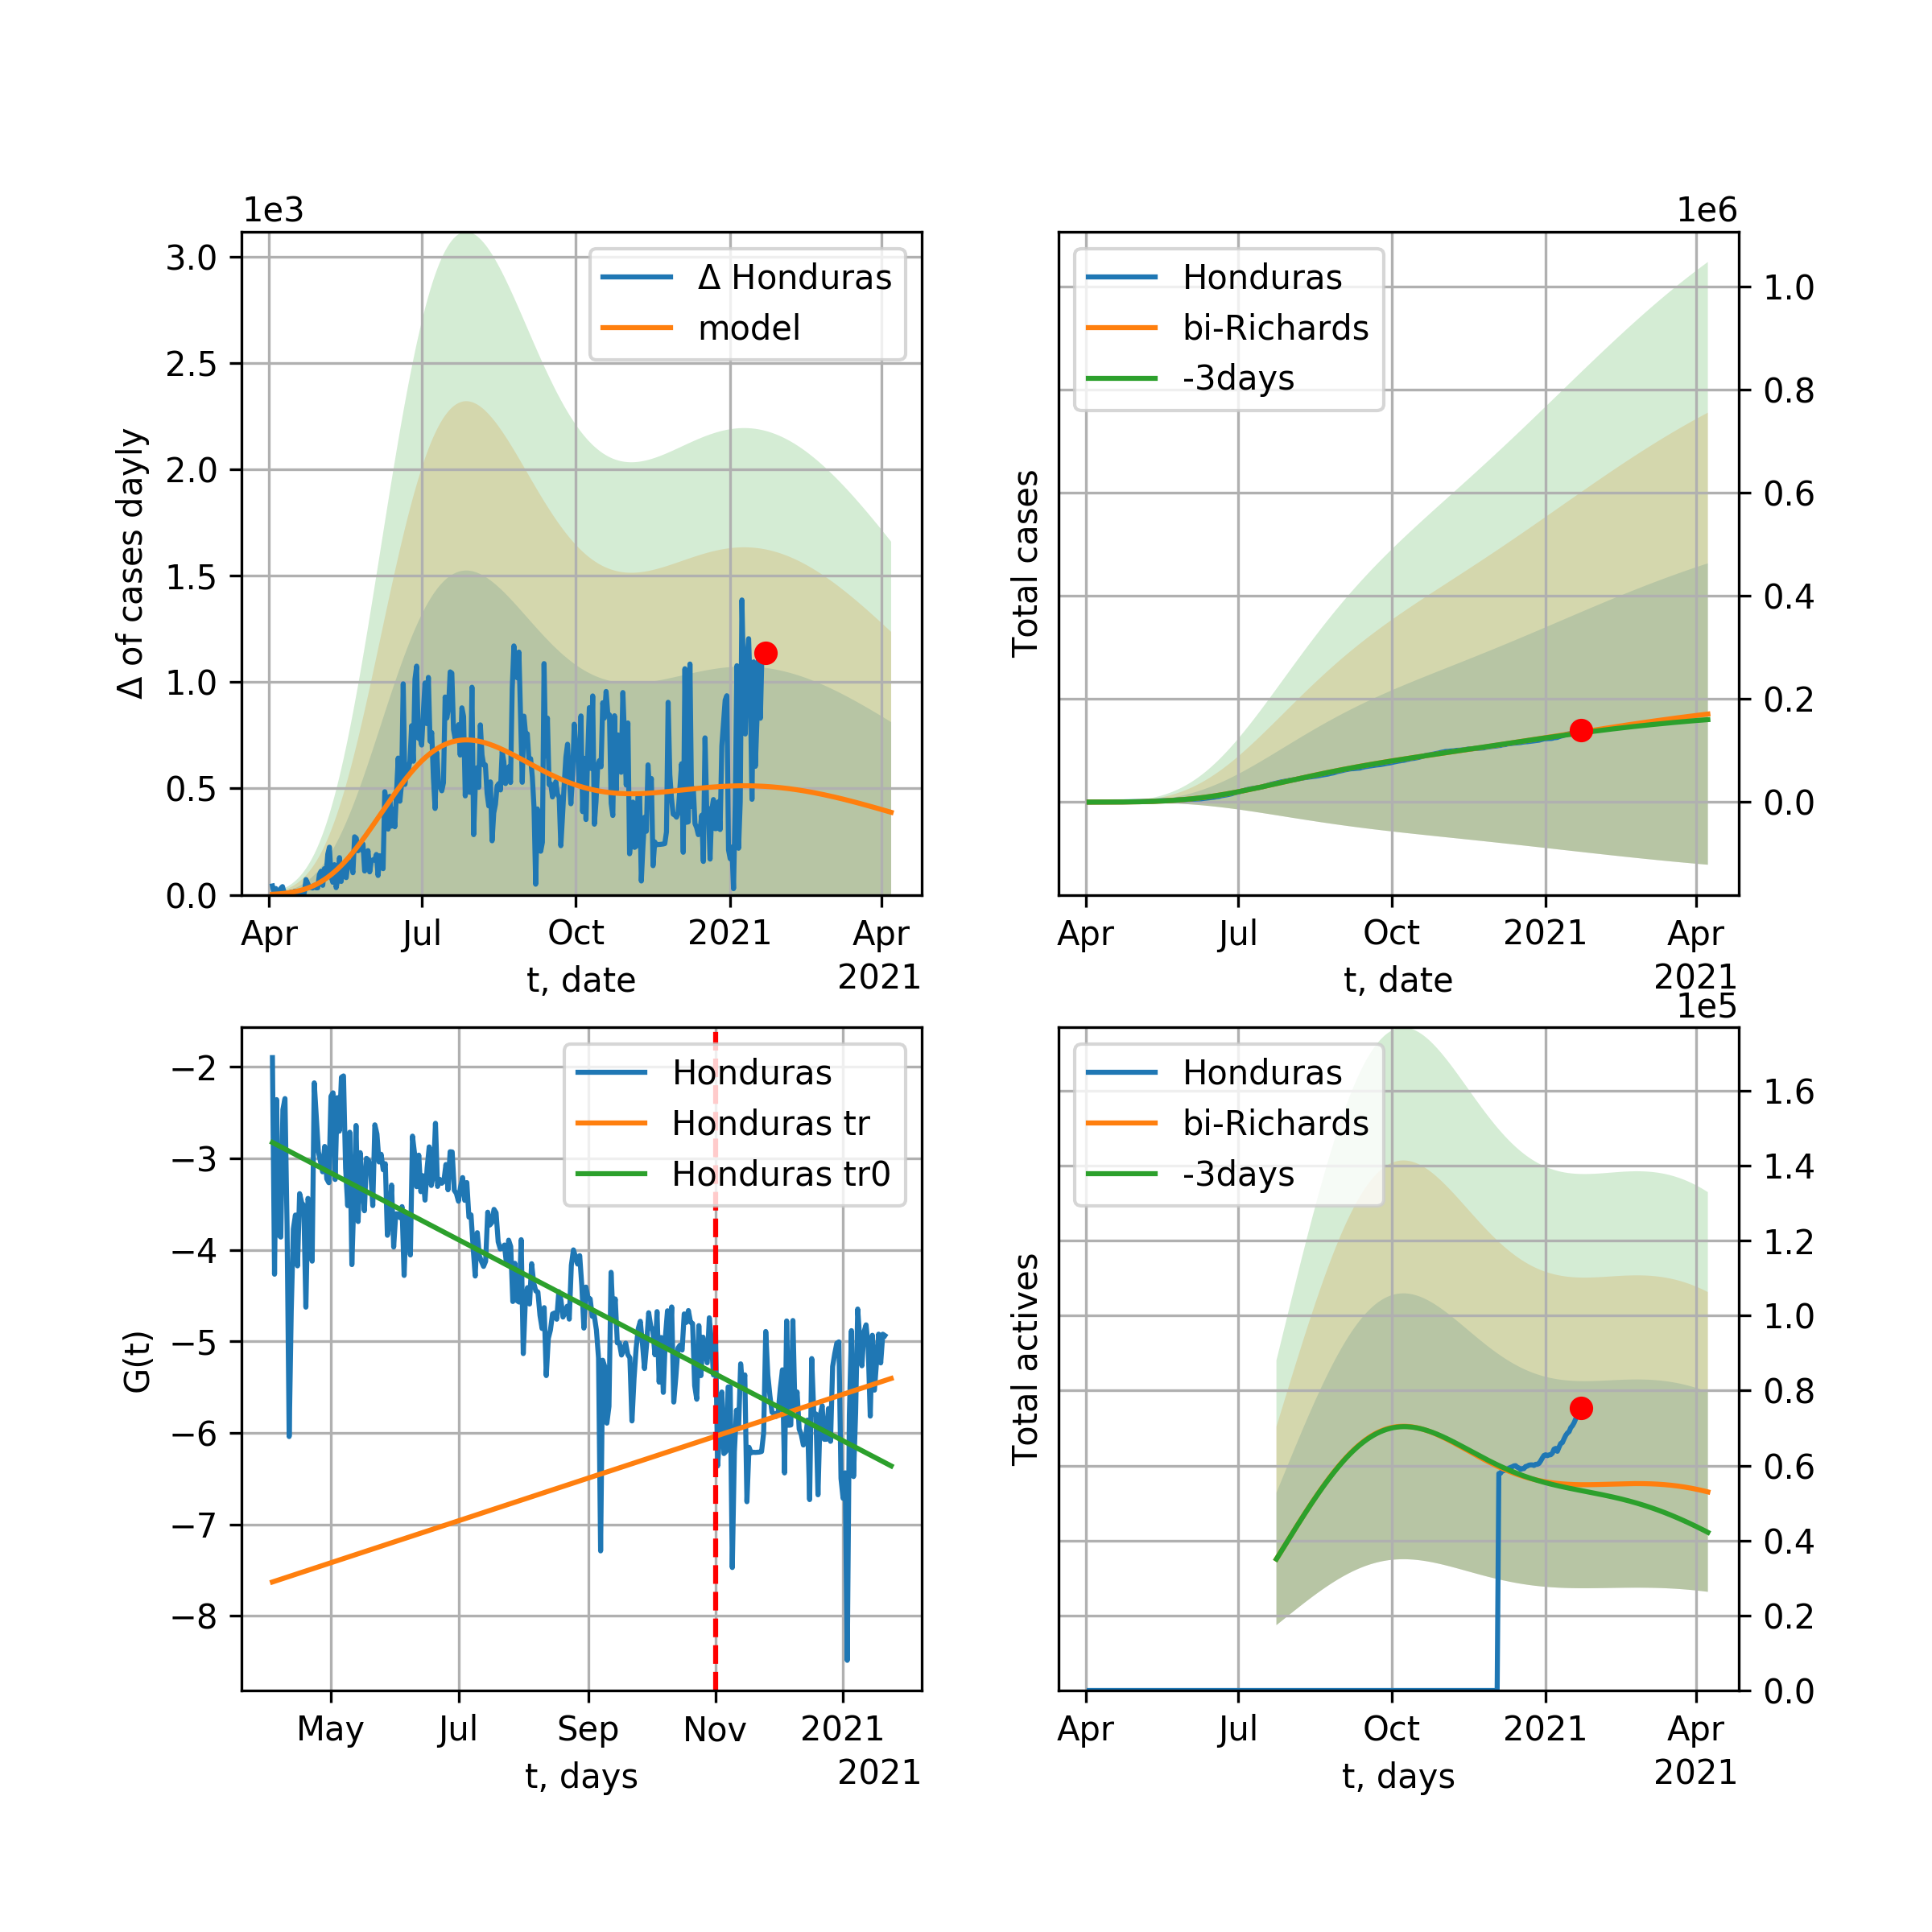 1e3
3.0
2.5
2.0
1.5
1.0
0.5
0.0
Δ of cases dayly
Δ Honduras
model
Apr
Jul
Oct
2021
Apr
2021
t, date
1e6
Total cases
Honduras
bi-Richards
-3days
1.0
0.8
0.6
0.4
0.2
0.0
Apr
Jul
Oct
2021
Apr
2021
t, date
−2
−3
−4
−5
−6
−7
−8
G(t)
Honduras
Honduras tr
Honduras tr0
May
Jul
Sep
Nov
2021
2021
t, days
1e5
Total actives
Honduras
bi-Richards
-3days
1.6
1.4
1.2
1.0
0.8
0.6
0.4
0.2
0.0
Apr
Jul
Oct
2021
Apr
2021
t, days